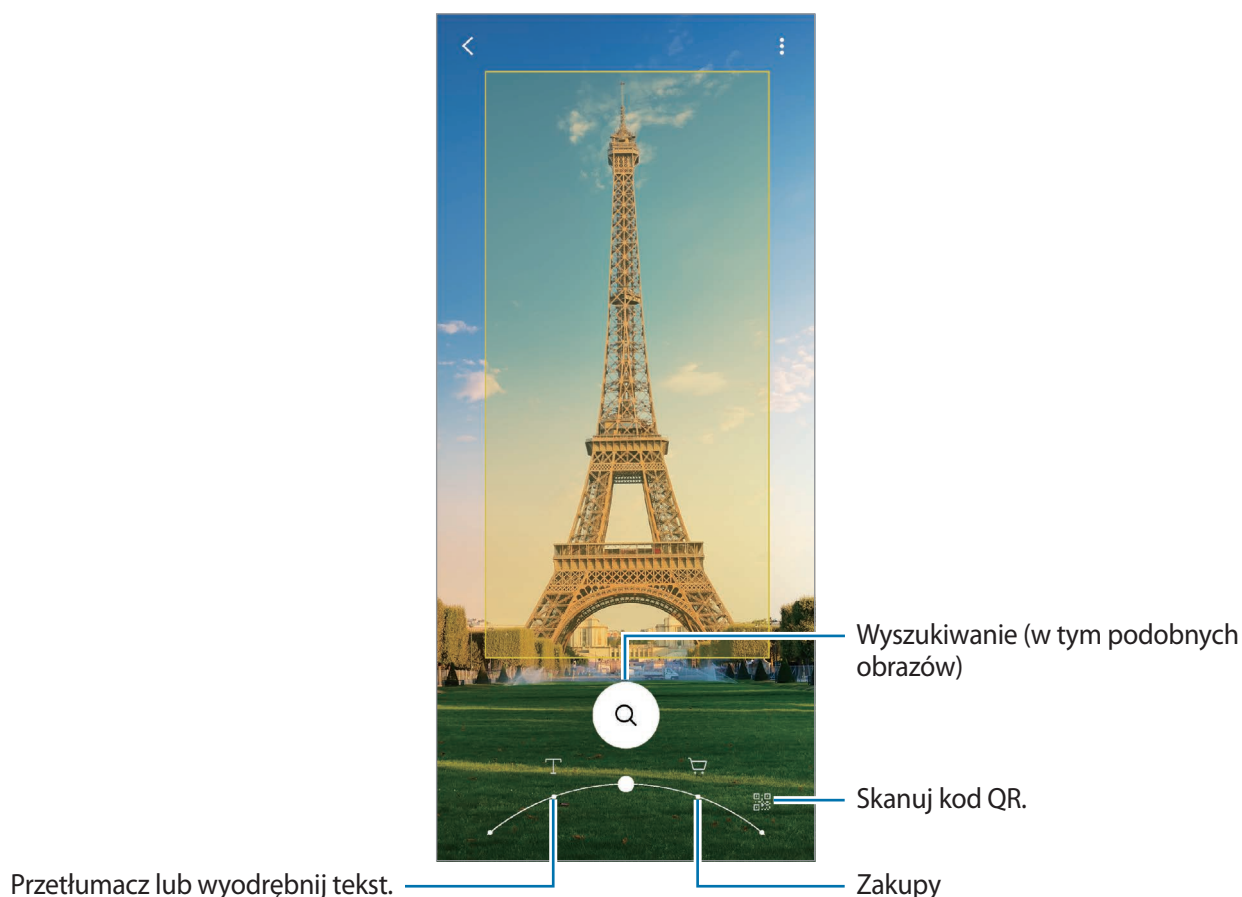 Wyszukiwanie (w tym podobnych
obrazów)
T
Skanuj kod QR.
Przetłumacz lub wyodrębnij tekst.
Zakupy